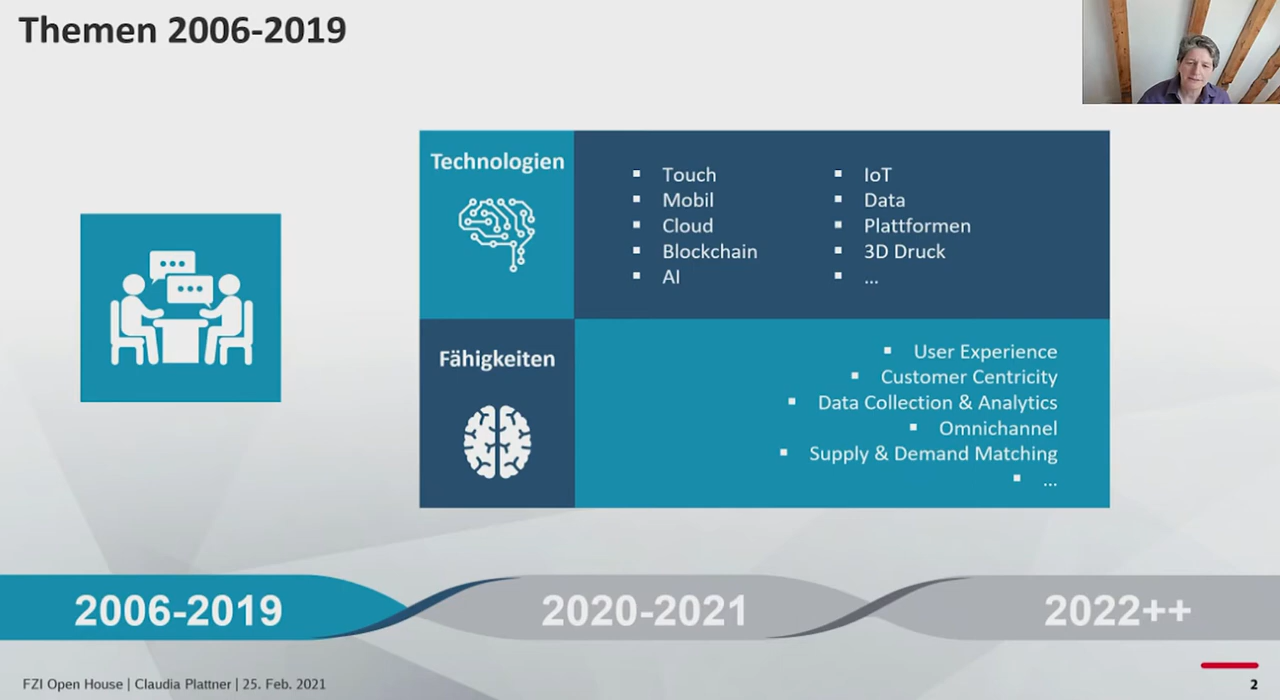 Themen 2006-2019
Technologien
Touch
Mobil
Cloud
Blockchain
AI
IoT
Data
Plattformen
3D Druck
...
Fähigkeiten
User Experience
Customer Centricity
Data Collection & Analytics
Omnichannel
Supply & Demand Matching
...
2006-2019
2020-2021
2022++
FZI Open House | Claudia Plattner | 25. Feb. 2021
2